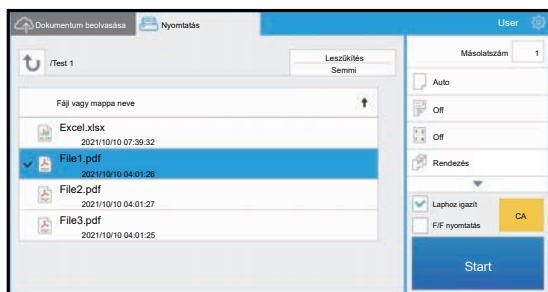 Dokumentum beolvasása
Nyomtatás
User
/Test 1
Leszűkítés
Semmi
Fájl vagy mappa neve
Excel.xlsx
2021/10/10 07:39:32
File1.pdf
2021/10/10 04:01:26
File2.pdf
2021/10/10 04:01:27
File3.pdf
2021/10/10 04:01:25
Másolatszám 1
Auto
Off
Off
Rendezés
Laphoz igazít
F/F nyomtatás
CA
Start